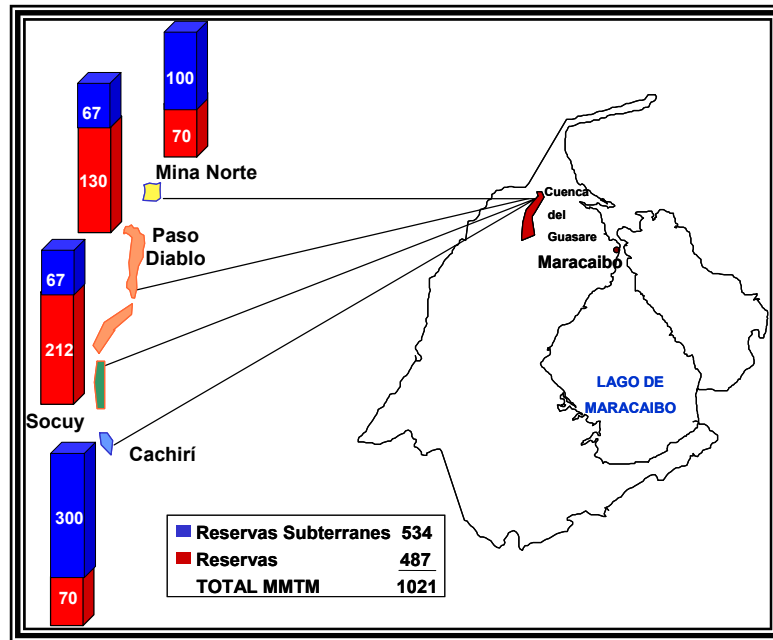 100
70
Mina Norte
67
130
Paso
Diablo
67
212
Socuy
Cachirí
300
70
Cuenca
del
Guasare
Maracaibo
LAGO DE
MARACAIBO
Reservas Subterranes 534
Reservas 487
TOTAL MMTM 1021